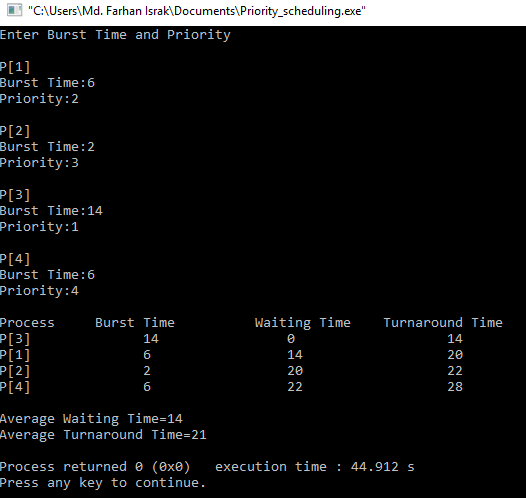 "C:\Users\Md. Farhan Israk\Documents\Priority_scheduling.exe"
Enter Burst Time and Priority
P[1]
Burst Time:6
Priority:2
P[2]
Burst Time:2
Priority:3
P[3]
Burst Time:14
Priority:1
P[4]
Burst Time:6
Priority:4
Process Burst Time Waiting Time Turnaround Time
P[3] 14 0 14
P[1] 6 14 20
P[2] 2 20 22
P[4] 6 22 28
Average Waiting Time=14
Average Turnaround Time=21
Process returned 0 (0x0) execution time : 44.912 s
Press any key to continue.